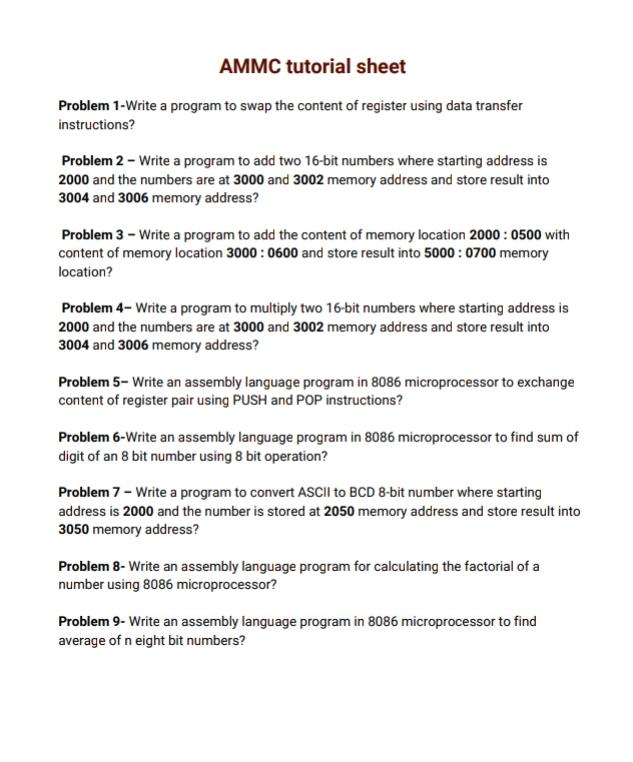 AMMC tutorial sheet
Problem 1-Write a program to swap the content of register using data transfer
instructions?
Problem 2 – Write a program to add two 16-bit numbers where starting address is
2000 and the numbers are at 3000 and 3002 memory address and store result into
3004 and 3006 memory address?
Problem 3 – Write a program to add the content of memory location 2000 : 0500 with
content of memory location 3000 : 0600 and store result into 5000 : 0700 memory
location?
Problem 4– Write a program to multiply two 16-bit numbers where starting address is
2000 and the numbers are at 3000 and 3002 memory address and store result into
3004 and 3006 memory address?
Problem 5– Write an assembly language program in 8086 microprocessor to exchange
content of register pair using PUSH and POP instructions?
Problem 6-Write an assembly language program in 8086 microprocessor to find sum of
digit of an 8 bit number using 8 bit operation?
Problem 7 – Write a program to convert ASCII to BCD 8-bit number where starting
address is 2000 and the number is stored at 2050 memory address and store result into
3050 memory address?
Problem 8- Write an assembly language program for calculating the factorial of a
number using 8086 microprocessor?
Problem 9- Write an assembly language program in 8086 microprocessor to find
average of n eight bit numbers?